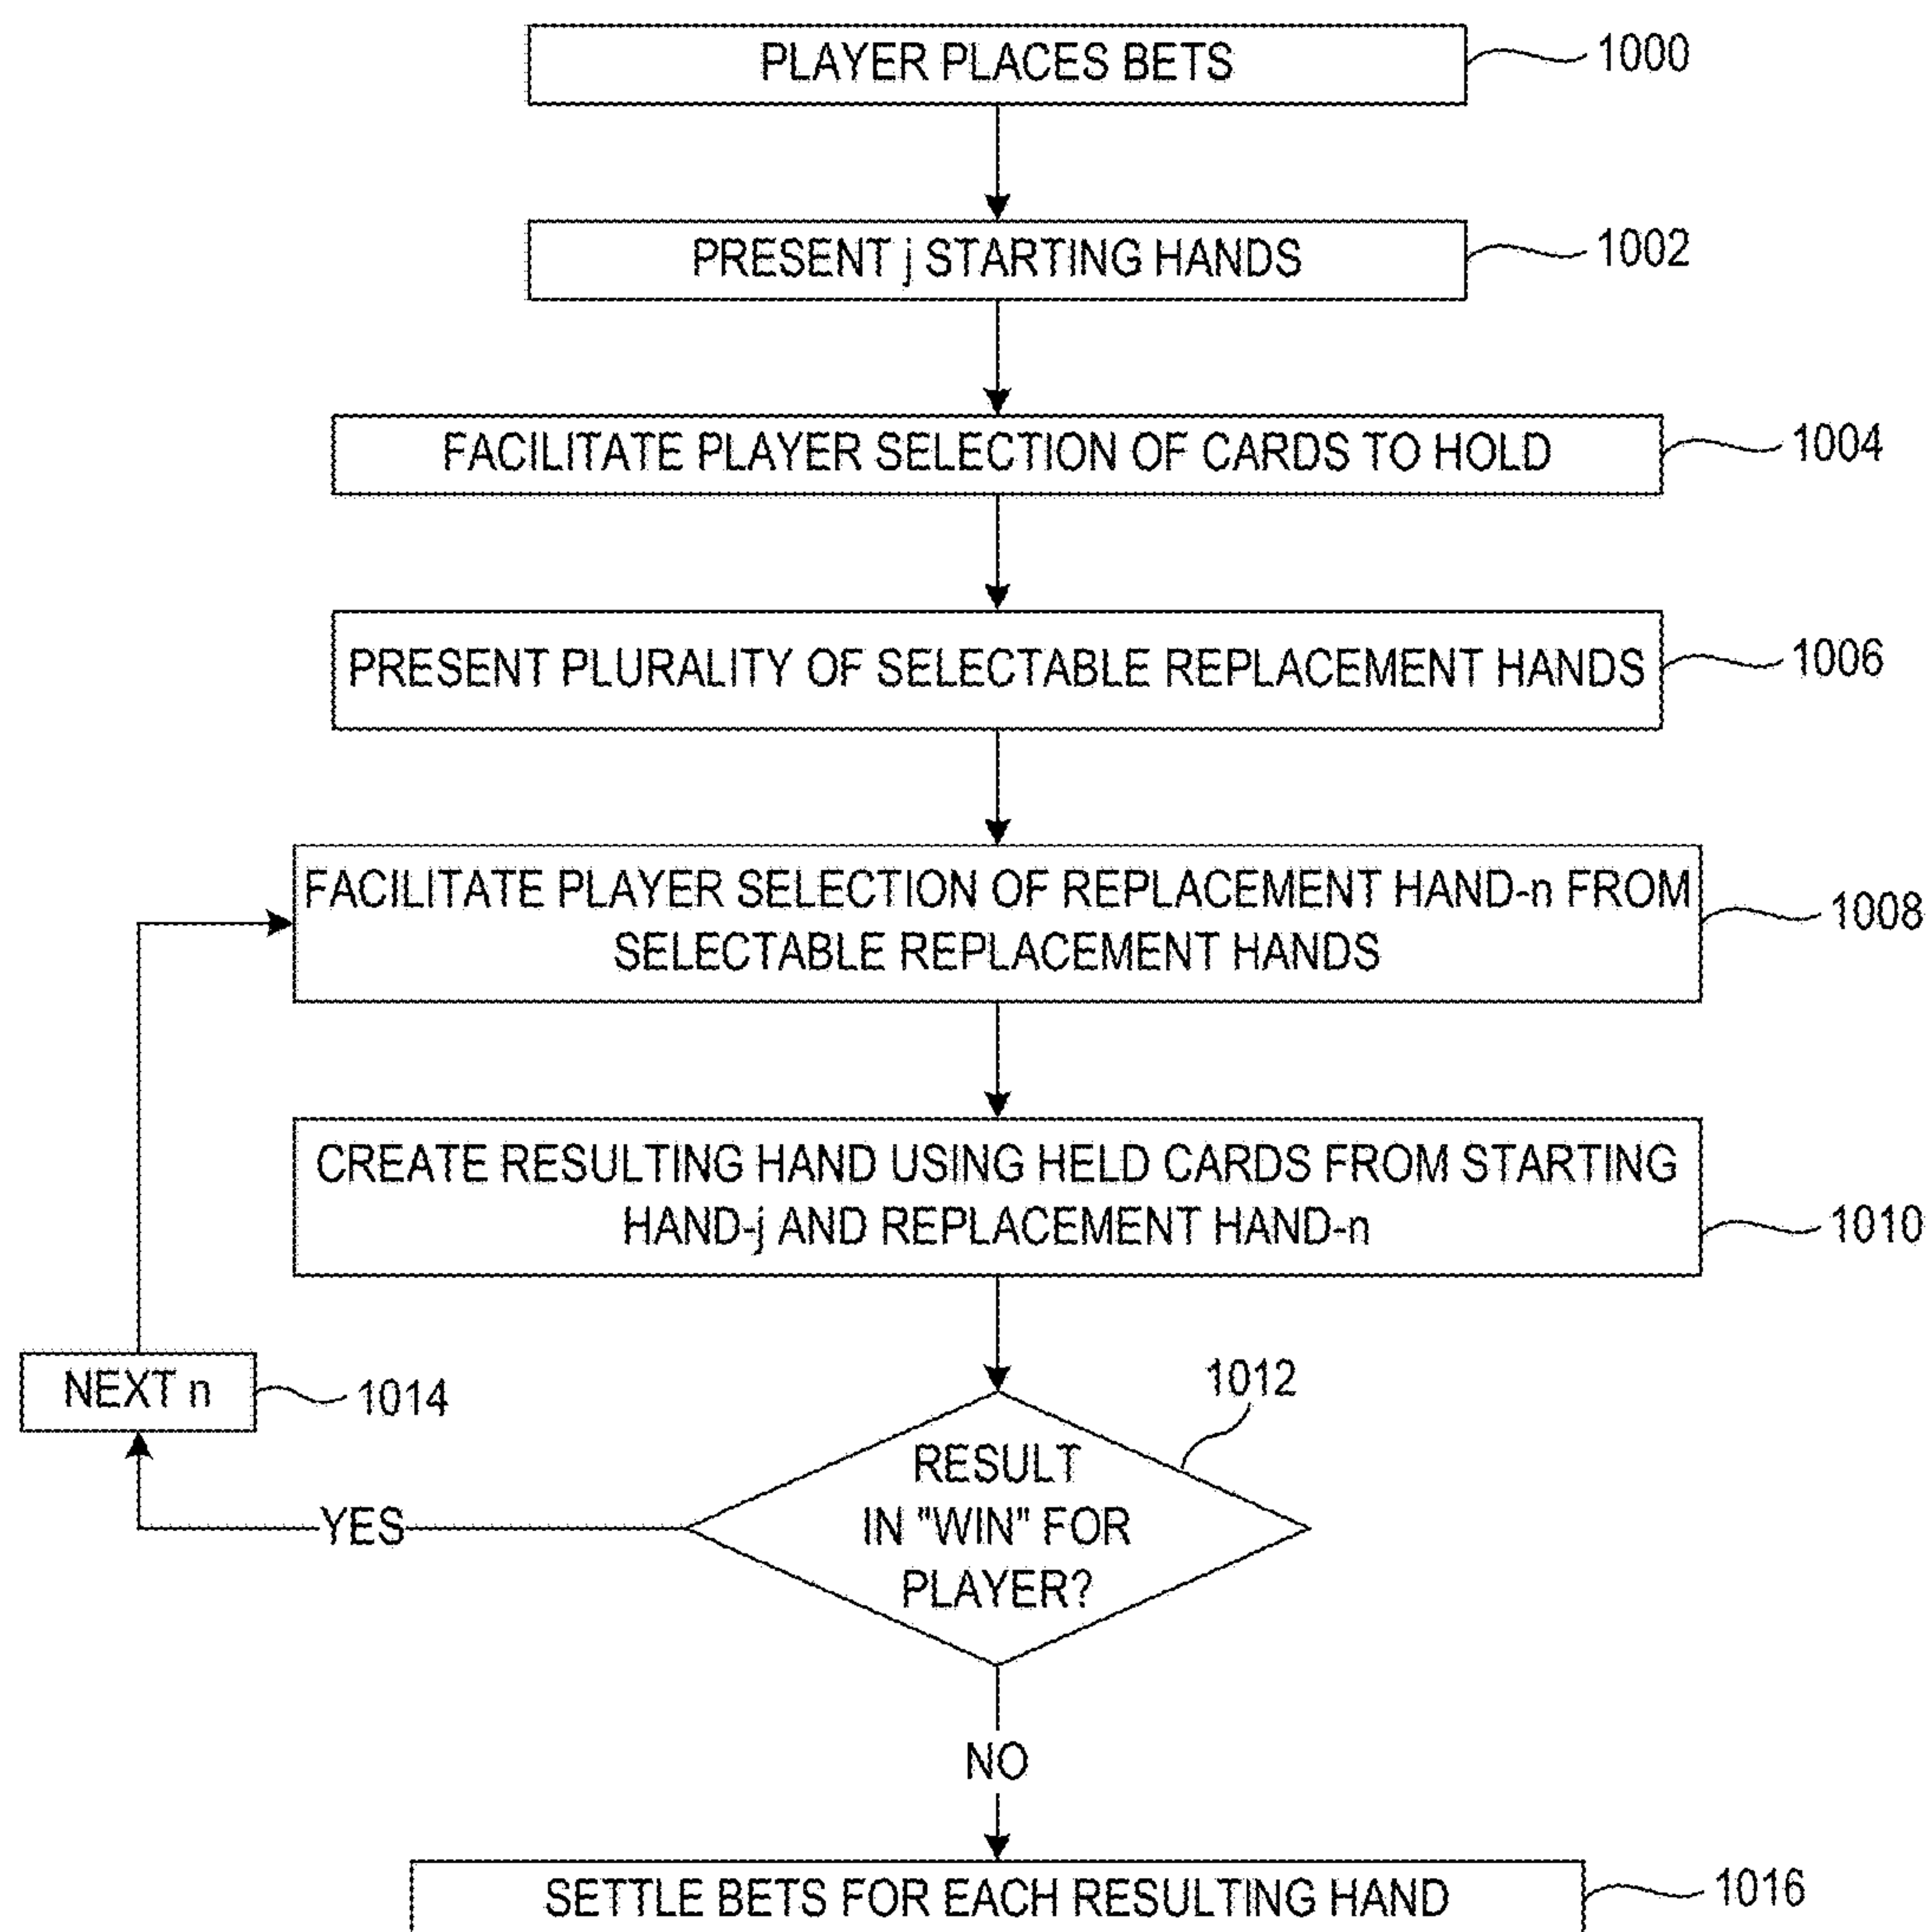 PLAYER PLACES BETS
1000
PRESENT j STARTING HANDS
1002
FACILITATE PLAYER SELECTION OF CARDS TO HOLD
1004
PRESENT PLURALITY OF SELECTABLE REPLACEMENT HANDS
1006
FACILITATE PLAYER SELECTION OF REPLACEMENT HAND-n FROM
SELECTABLE REPLACEMENT HANDS
1008
CREATE RESULTING HAND USING HELD CARDS FROM STARTING
HAND-j AND REPLACEMENT HAND-n
1010
NEXT n
1014
1012
RESULT
IN "WIN" FOR
PLAYER?
YES
NO
SETTLE BETS FOR EACH RESULTING HAND
1016